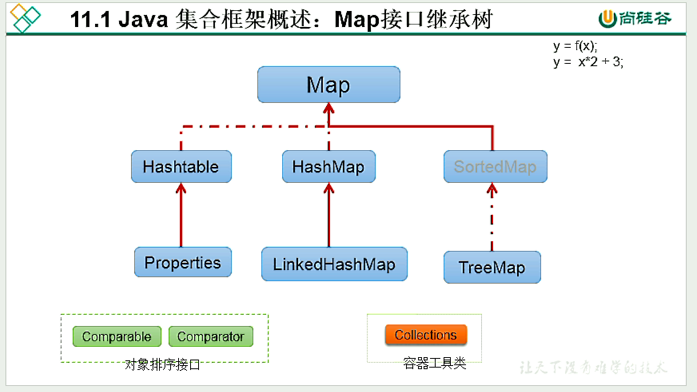 11.1 Java 集合框架概述：Map接口继承树
尚硅谷
y = f(x);
y = x*2 + 3;
Map
Hashtable
HashMap
SortedMap
Properties
LinkedHashMap
TreeMap
Comparable
Comparator
Collections
对象排序接口
容器工具类
让天下没有难学的技术